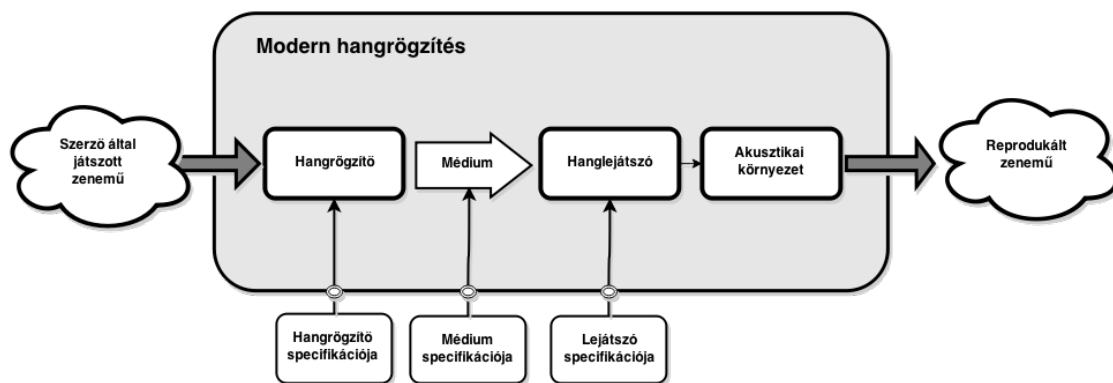 Modern hangrögzítés
Szerző által
játszott
zenemű
Hangrögzítő
Médium
Hanglejátszó
Akusztikai
környezet
Reprodukált
zenemű
Hangrögzítő
specifikációja
Médium
specifikációja
Lejátszó
specifikációja